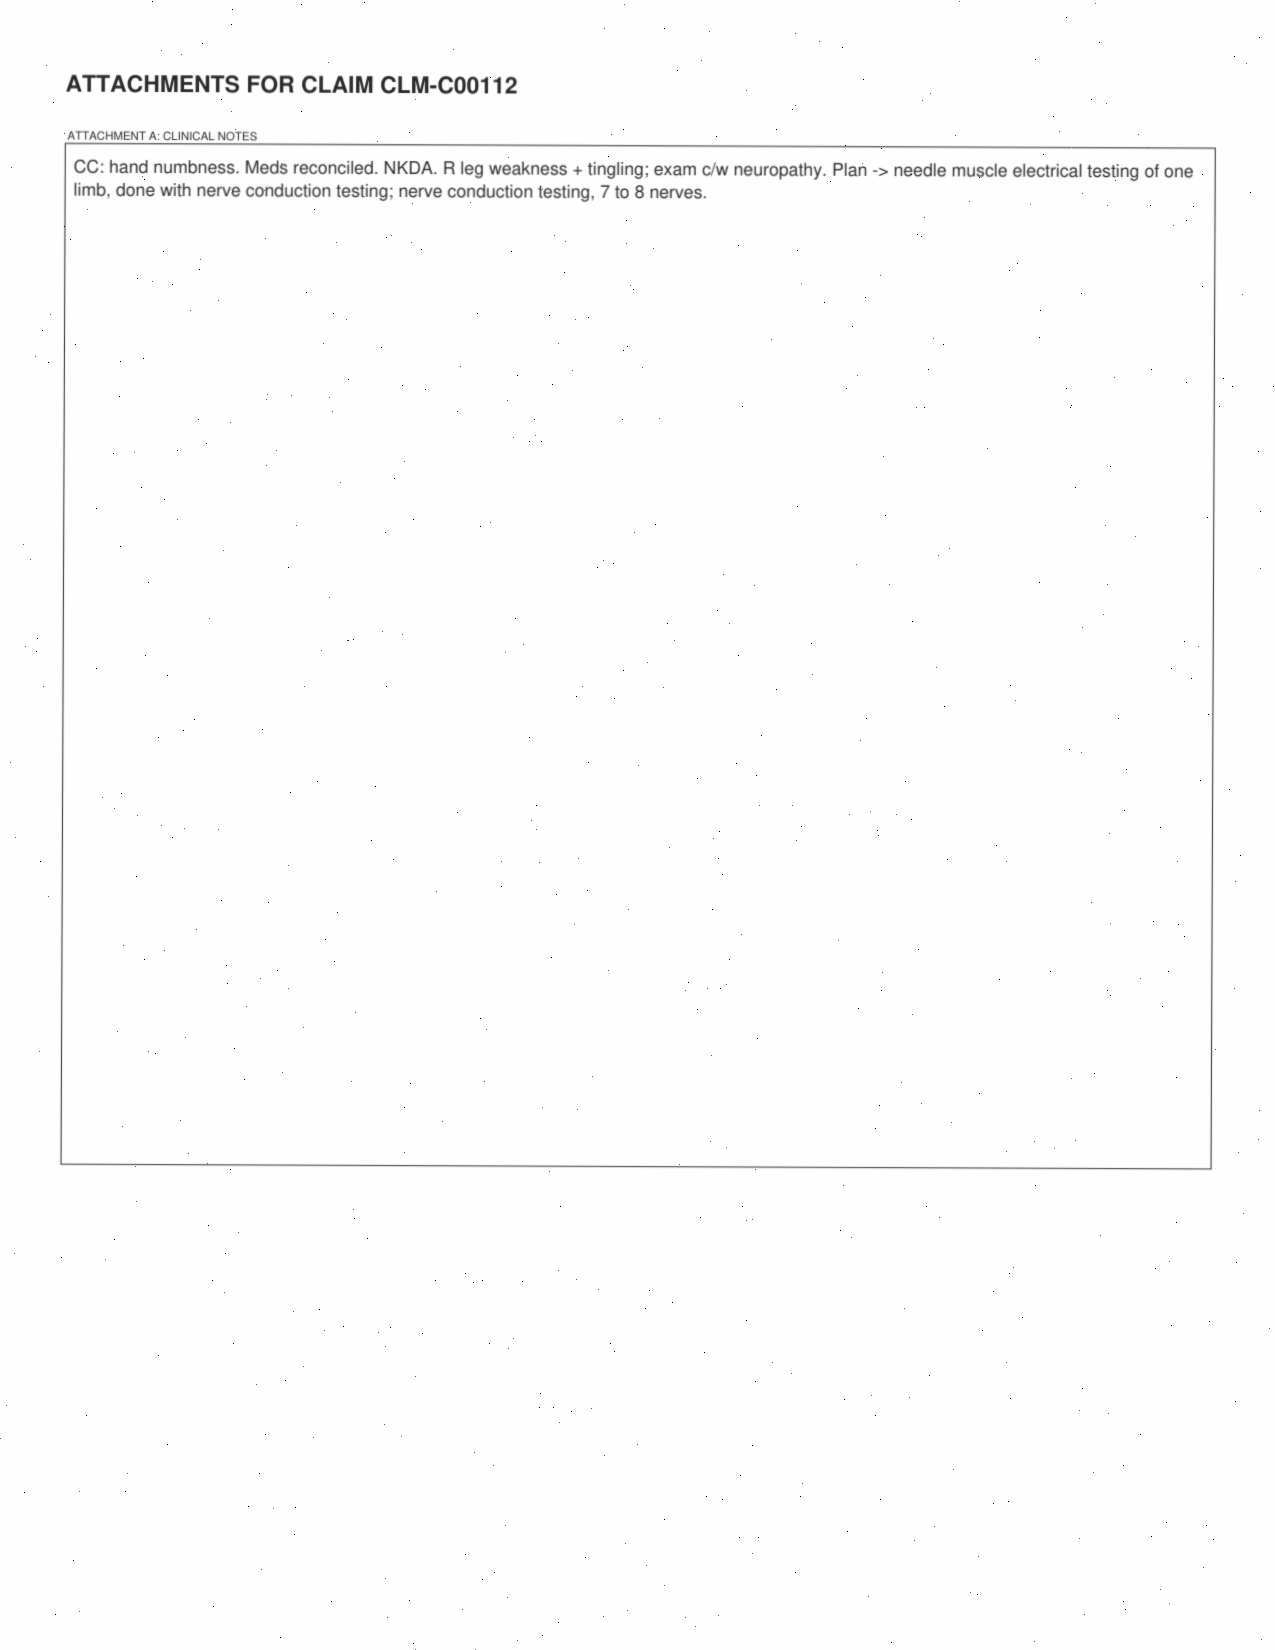 ATTACHMENTS FOR CLAIM CLM-C00112
ATTACHMENT A: CLINICAL NOTES
CC: hand numbness. Meds reconciled. NKDA. R leg weakness + tingling; exam c/w neuropathy. Plan -> needle muscle electrical testing of one
limb, done with nerve conduction testing; nerve conduction testing, 7 to 8 nerves.